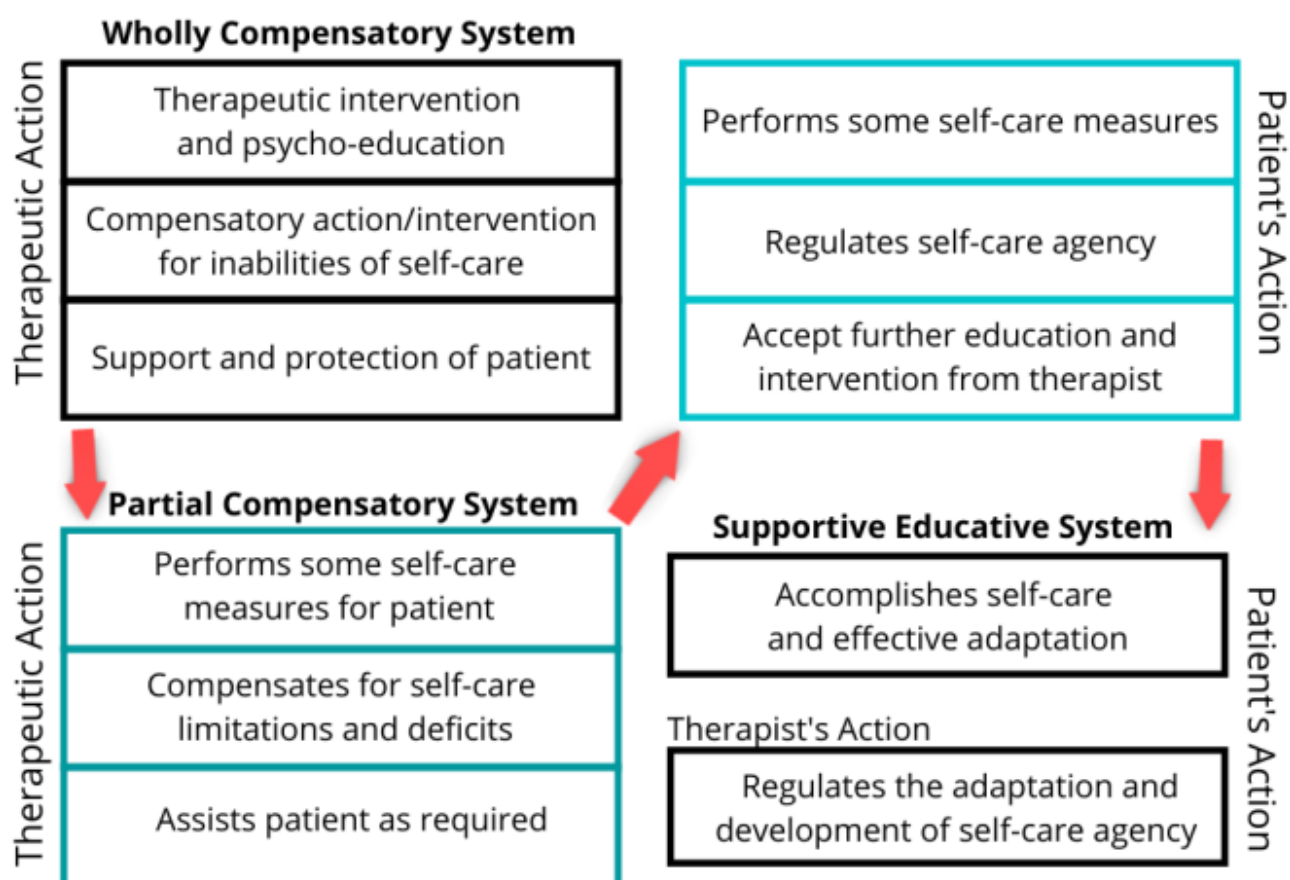 Wholly Compensatory System
Therapeutic Action
Therapeutic intervention
and psycho-education
Compensatory action/intervention
for inabilities of self-care
Support and protection of patient
Partial Compensatory System
Therapeutic Action
Performs some self-care
measures for patient
Compensates for self-care
limitations and deficits
Assists patient as required
Performs some self-care measures
Regulates self-care agency
Accept further education and
intervention from therapist
Patient's Action
Supportive Educative System
Accomplishes self-care
and effective adaptation
Therapist's Action
Regulates the adaptation and
development of self-care agency
Patient's Action